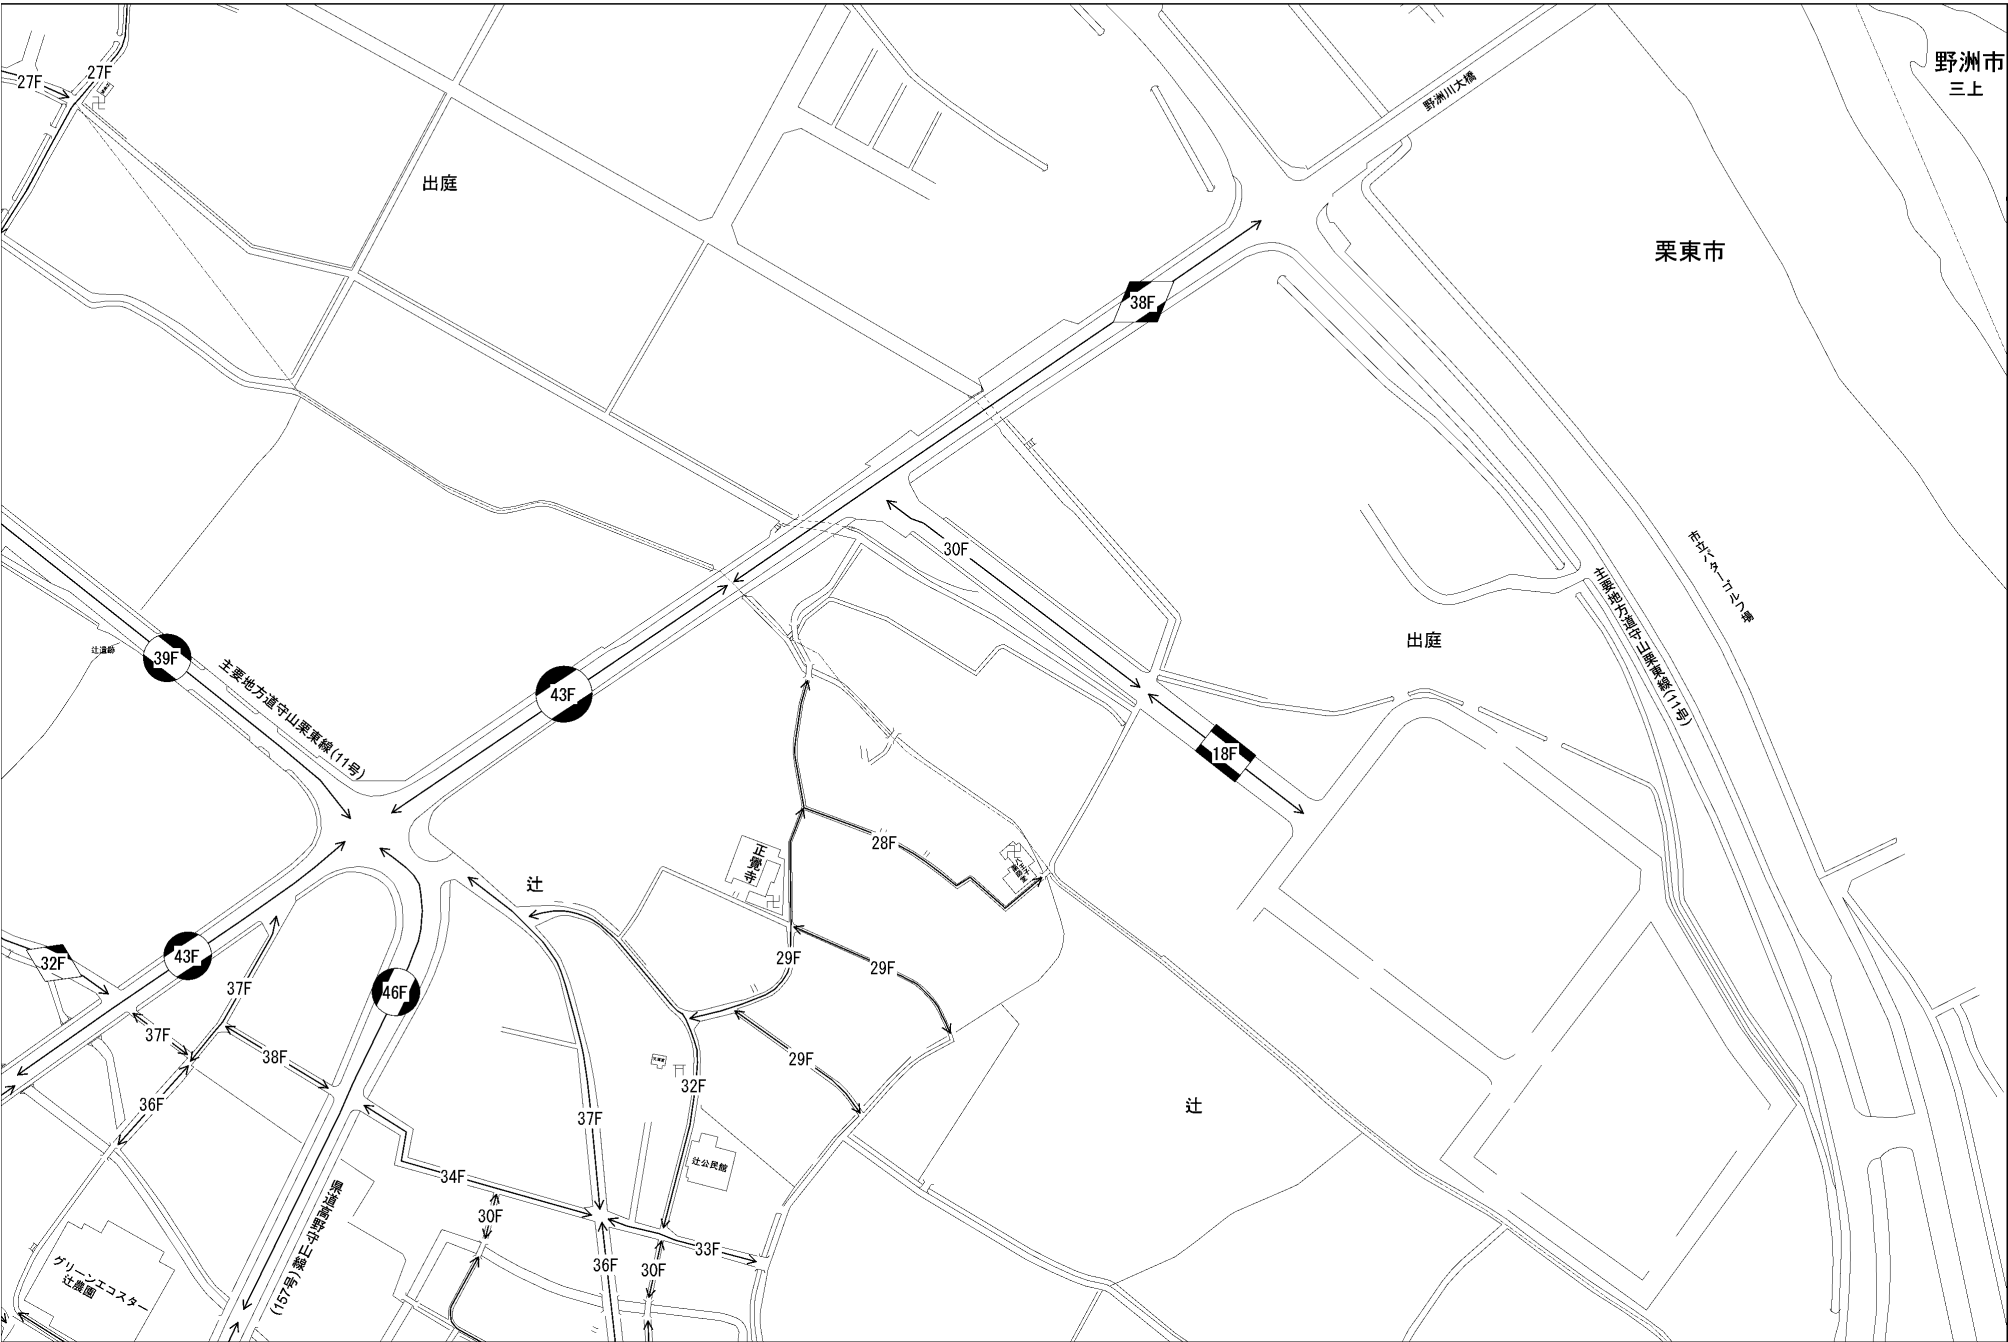 27F
27F
野洲市
三上
野洲川大橋
出庭
栗東市
38F
30F
市立パターゴルフ場
主要地方道守山栗東線(11号)
出庭
辻遺跡
39F
主要地方道守山栗東線(11号)
43F
18F
28F
正覺寺
辻
32F
43F
46F
37F
29F
29F
37F
38F
29F
36F
32F
37F
辻
辻公民館
34F
30F
33F
36F
30F
県道高野守山線(157号)
グリーンエコスター
辻農園